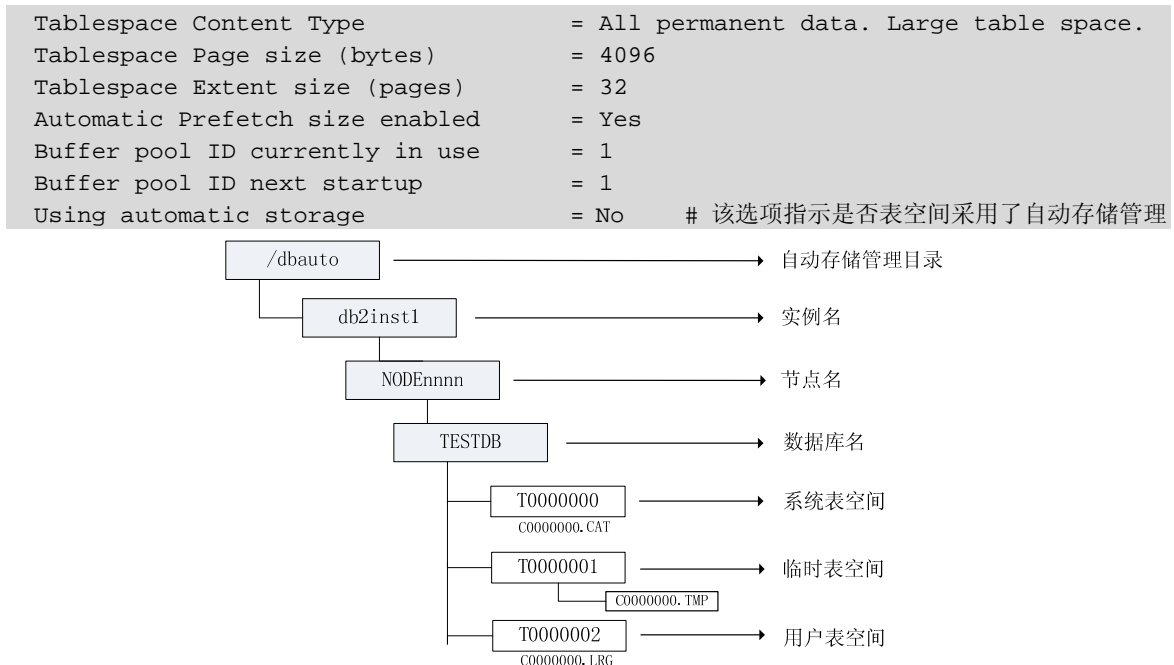 Tablespace Content Type = All permanent data. Large table space.
Tablespace Page size (bytes) = 4096
Tablespace Extent size (pages) = 32
Automatic Prefetch size enabled = Yes
Buffer pool ID currently in use = 1
Buffer pool ID next startup = 1
Using automatic storage = No # 该选项指示是否表空间采用了自动存储管理
/dbauto 自动存储管理目录
db2inst1 实例名
NODEnnnn 节点名
TESTDB 数据库名
T0000000 系统表空间
C0000000.CAT
T0000001 临时表空间
C0000000.TMP
T0000002 用户表空间
C0000000.LRG